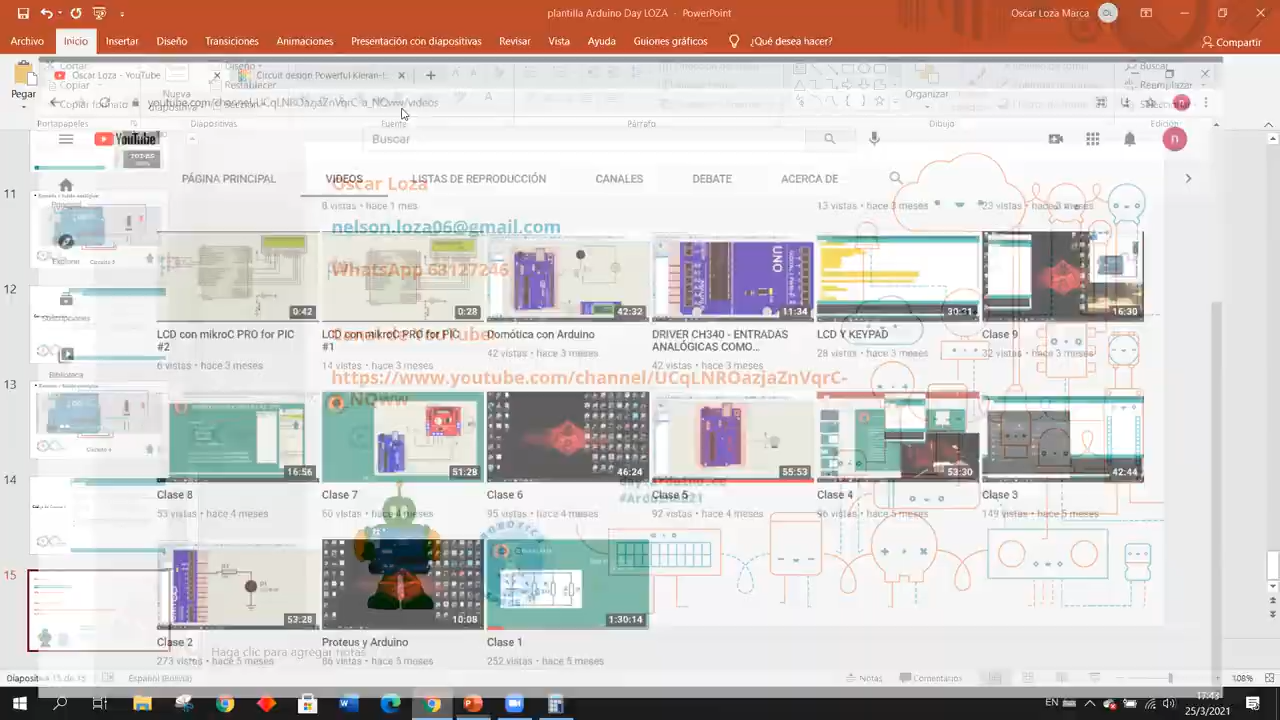 plantilla Arduino Day LOZA - PowerPoint
Oscar Marca
Archivo Inicio Insertar Diseño Transiciones Animaciones Presentación con diapositivas Revisar Vista Ayuda Guiones gráficos ¿Qué desea hacer? Compartir
Cortar
Diseño
Buscar
Oscar Loza - YouTube
Circuit design Powerful-Kieran-
Pegar
Copiar
Nueva
Restablecer
Organizar
Reemplazar
Portapapeles
Diapositivas
Fuente
Párrafo
Dibujo
Edición
YouTube
Buscar
PÁGINA PRINCIPAL VIDEOS LISTAS DE REPRODUCCIÓN CANALES DEBATE ACERCA DE
Oscar Loza
8 vistas • hace 1 mes
13 vistas • hace 3 meses
23 vistas • hace 3 meses
nelson.loza06@gmail.com
WhatsApp 68127246
Explorar
Suscripciones
Biblioteca
11
12
13
14
15
UNO
0:42
0:28
42:32
11:34
30:31
16:30
LCD con mikroC PRO for PIC #2
6 vistas • hace 3 meses
LCD con mikroC PRO for PIC #1
14 vistas • hace 3 meses
Domótica con Arduino
42 vistas • hace 3 meses
DRIVER CH340 - ENTRADAS ANALÓGICAS COMO...
42 vistas • hace 3 meses
LCD Y KEYPAD
28 vistas • hace 3 meses
Clase 9
32 vistas • hace 3 meses
https://www.youtube.com/channel/UCqLNROazjaZnVqrC-
NQww
16:56
51:28
46:24
55:53
53:30
42:44
Clase 8
53 vistas • hace 4 meses
Clase 7
60 vistas • hace 4 meses
Clase 6
95 vistas • hace 4 meses
Clase 5
92 vistas • hace 4 meses
Clase 4
96 vistas • hace 5 meses
Clase 3
149 vistas • hace 5 meses
53:28
10:08
1:30:14
Clase 2
273 vistas • hace 5 meses
Proteus y Arduino
86 vistas • hace 5 meses
Clase 1
252 vistas • hace 5 meses
Haga clic para agregar notas
Diapositiva 15 de 15
Español (Bolivia)
Notas
Comentarios
108%
EN
17:43
25/3/2021